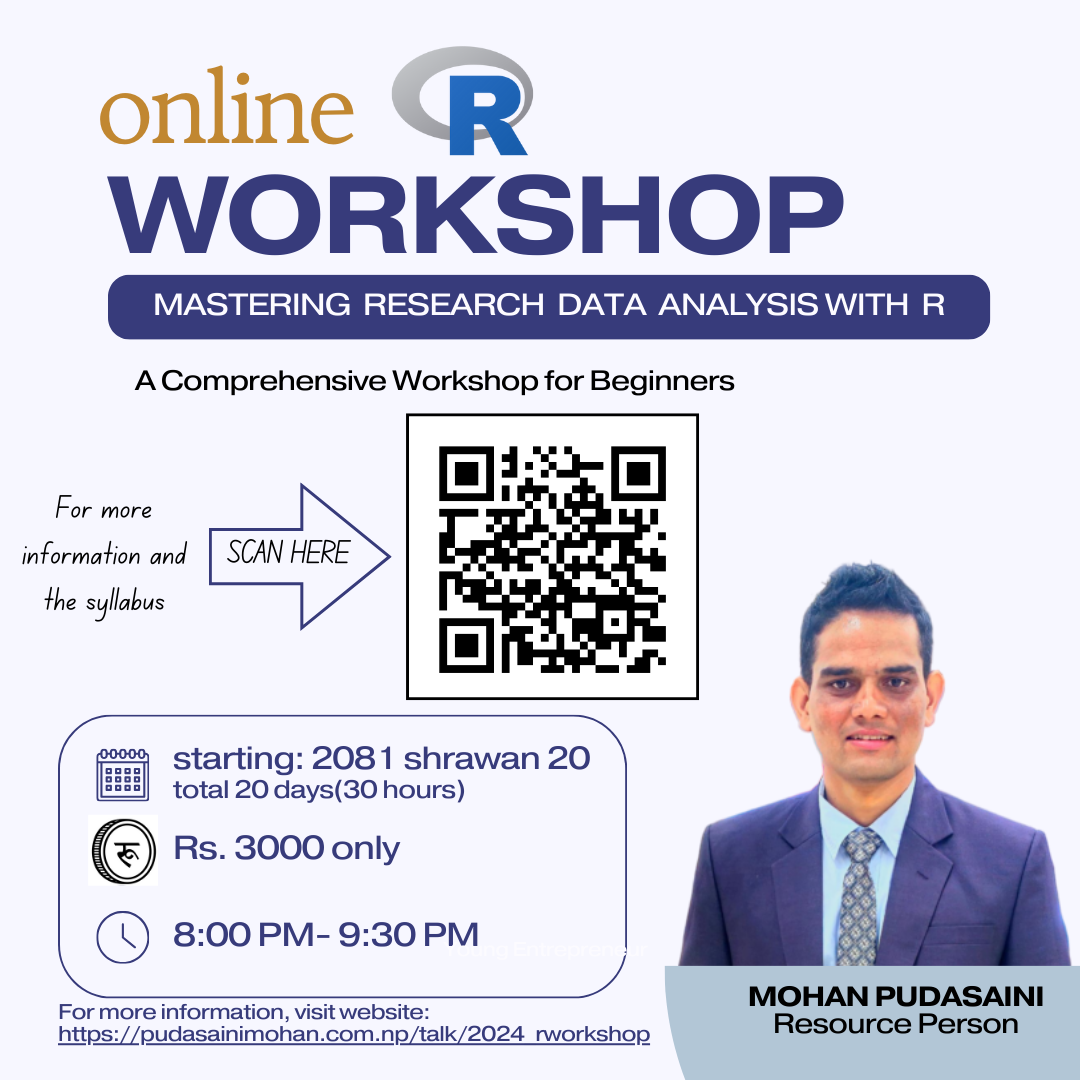 online R
WORKSHOP
MASTERING RESEARCH DATA ANALYSIS WITH R
A Comprehensive Workshop for Beginners
For more
information and
the syllabus
SCAN HERE
starting: 2081 shrawan 20
total 20 days(30 hours)
रू
Rs. 3000 only
8:00 PM- 9:30 PM
Young Entrepreneur
For more information, visit website:
https://pudasainimohan.com.np/talk/2024_rworkshop
MOHAN PUDASAINI
Resource Person